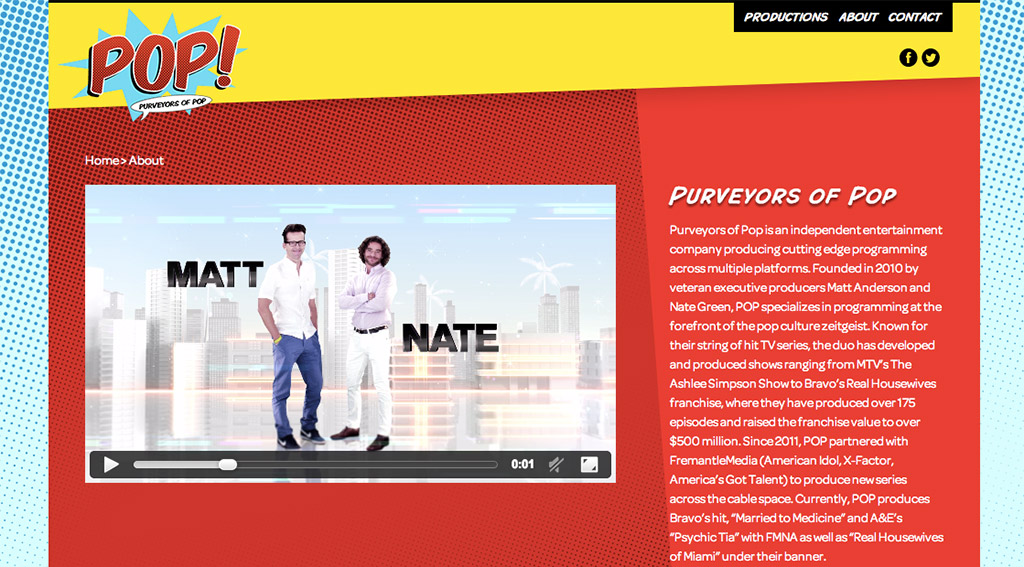 PRODUCTIONS ABOUT CONTACT
POP!
PURVEYORS OF POP
Home > About
MATT
NATE
0:01
PURVEYORS OF POP
Purveyors of Pop is an independent entertainment
company producing cutting edge programming
across multiple platforms. Founded in 2010 by
veteran executive producers Matt Anderson and
Nate Green, POP specializes in programming at the
forefront of the pop culture zeitgeist. Known for
their string of hit TV series, the duo has developed
and produced shows ranging from MTV's The
Ashlee Simpson Show to Bravo's Real Housewives
franchise, where they have produced over 175
episodes and raised the franchise value to over
$500 million. Since 2011, POP partnered with
FremantleMedia (American Idol, X-Factor,
America's Got Talent) to produce new series
across the cable space. Currently, POP produces
Bravo's hit, "Married to Medicine" and A&E's
"Psychic Tia" with FMNA as well as "Real Housewives
of Miami" under their banner.